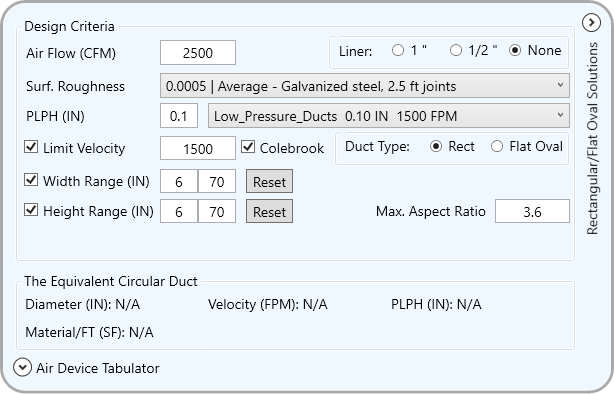 Design Criteria
Air Flow (CFM) 2500 Liner: 1 " 1/2 " None
Surf. Roughness 0.0005 | Average - Galvanized steel, 2.5 ft joints
PLPH (IN) 0.1 Low_Pressure_Ducts 0.10 IN 1500 FPM
Limit Velocity 1500 Colebrook Duct Type: Rect Flat Oval
Width Range (IN) 6 70 Reset
Height Range (IN) 6 70 Reset Max. Aspect Ratio 3.6
The Equivalent Circular Duct
Diameter (IN): N/A Velocity (FPM): N/A PLPH (IN): N/A
Material/FT (SF): N/A
Air Device Tabulator
Rectangular/Flat Oval Solutions